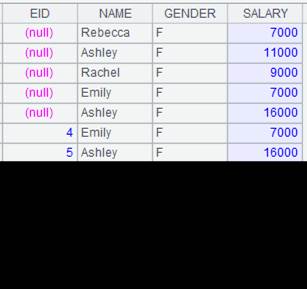 EID NAME GENDER SALARY
(null) Rebecca F 7000
(null) Ashley F 11000
(null) Rachel F 9000
(null) Emily F 7000
(null) Ashley F 16000
4 Emily F 7000
5 Ashley F 16000